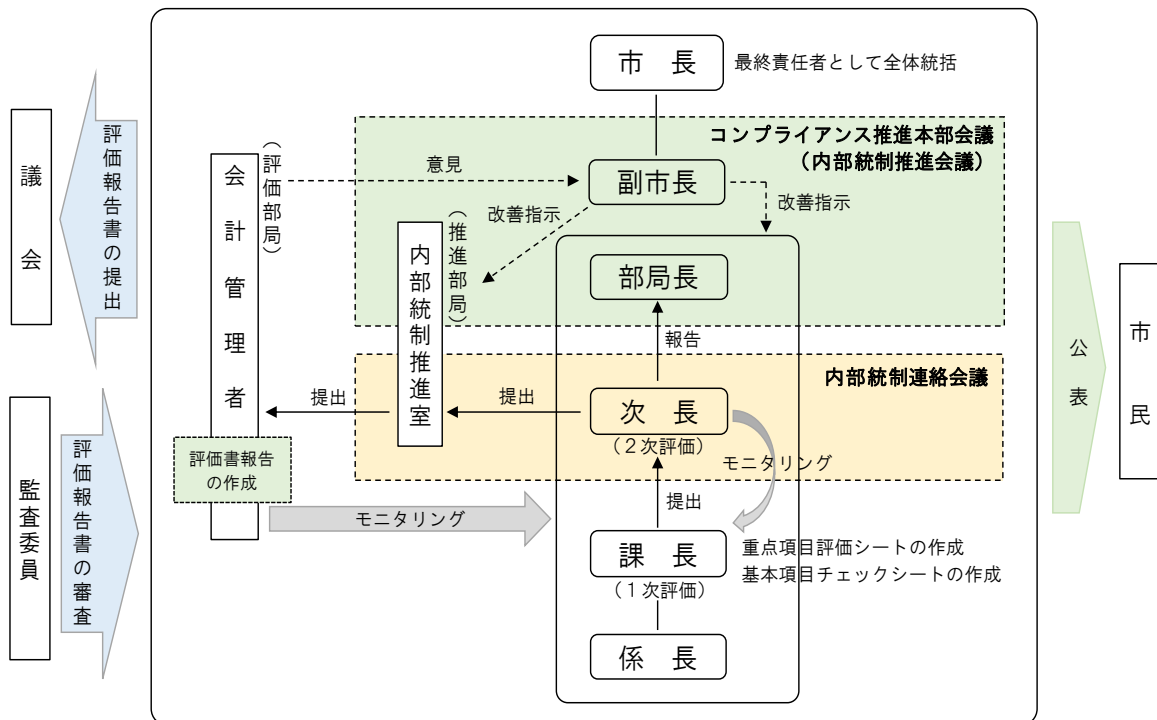 市　長
最終責任者として全体統括
コンプライアンス推進本部会議
（内部統制推進会議）
議　会
評価報告書の提出
会計管理者
（評価部局）
意見
副市長
改善指示
改善指示
内部統制推進室
（推進部局）
部局長
報告
公表
市民
内部統制連絡会議
提出
提出
次　長
（２次評価）
モニタリング
監査委員
評価報告書の審査
評価書報告
の作成
提出
モニタリング
課　長
（１次評価）
重点項目評価シートの作成
基本項目チェックシートの作成
係　長